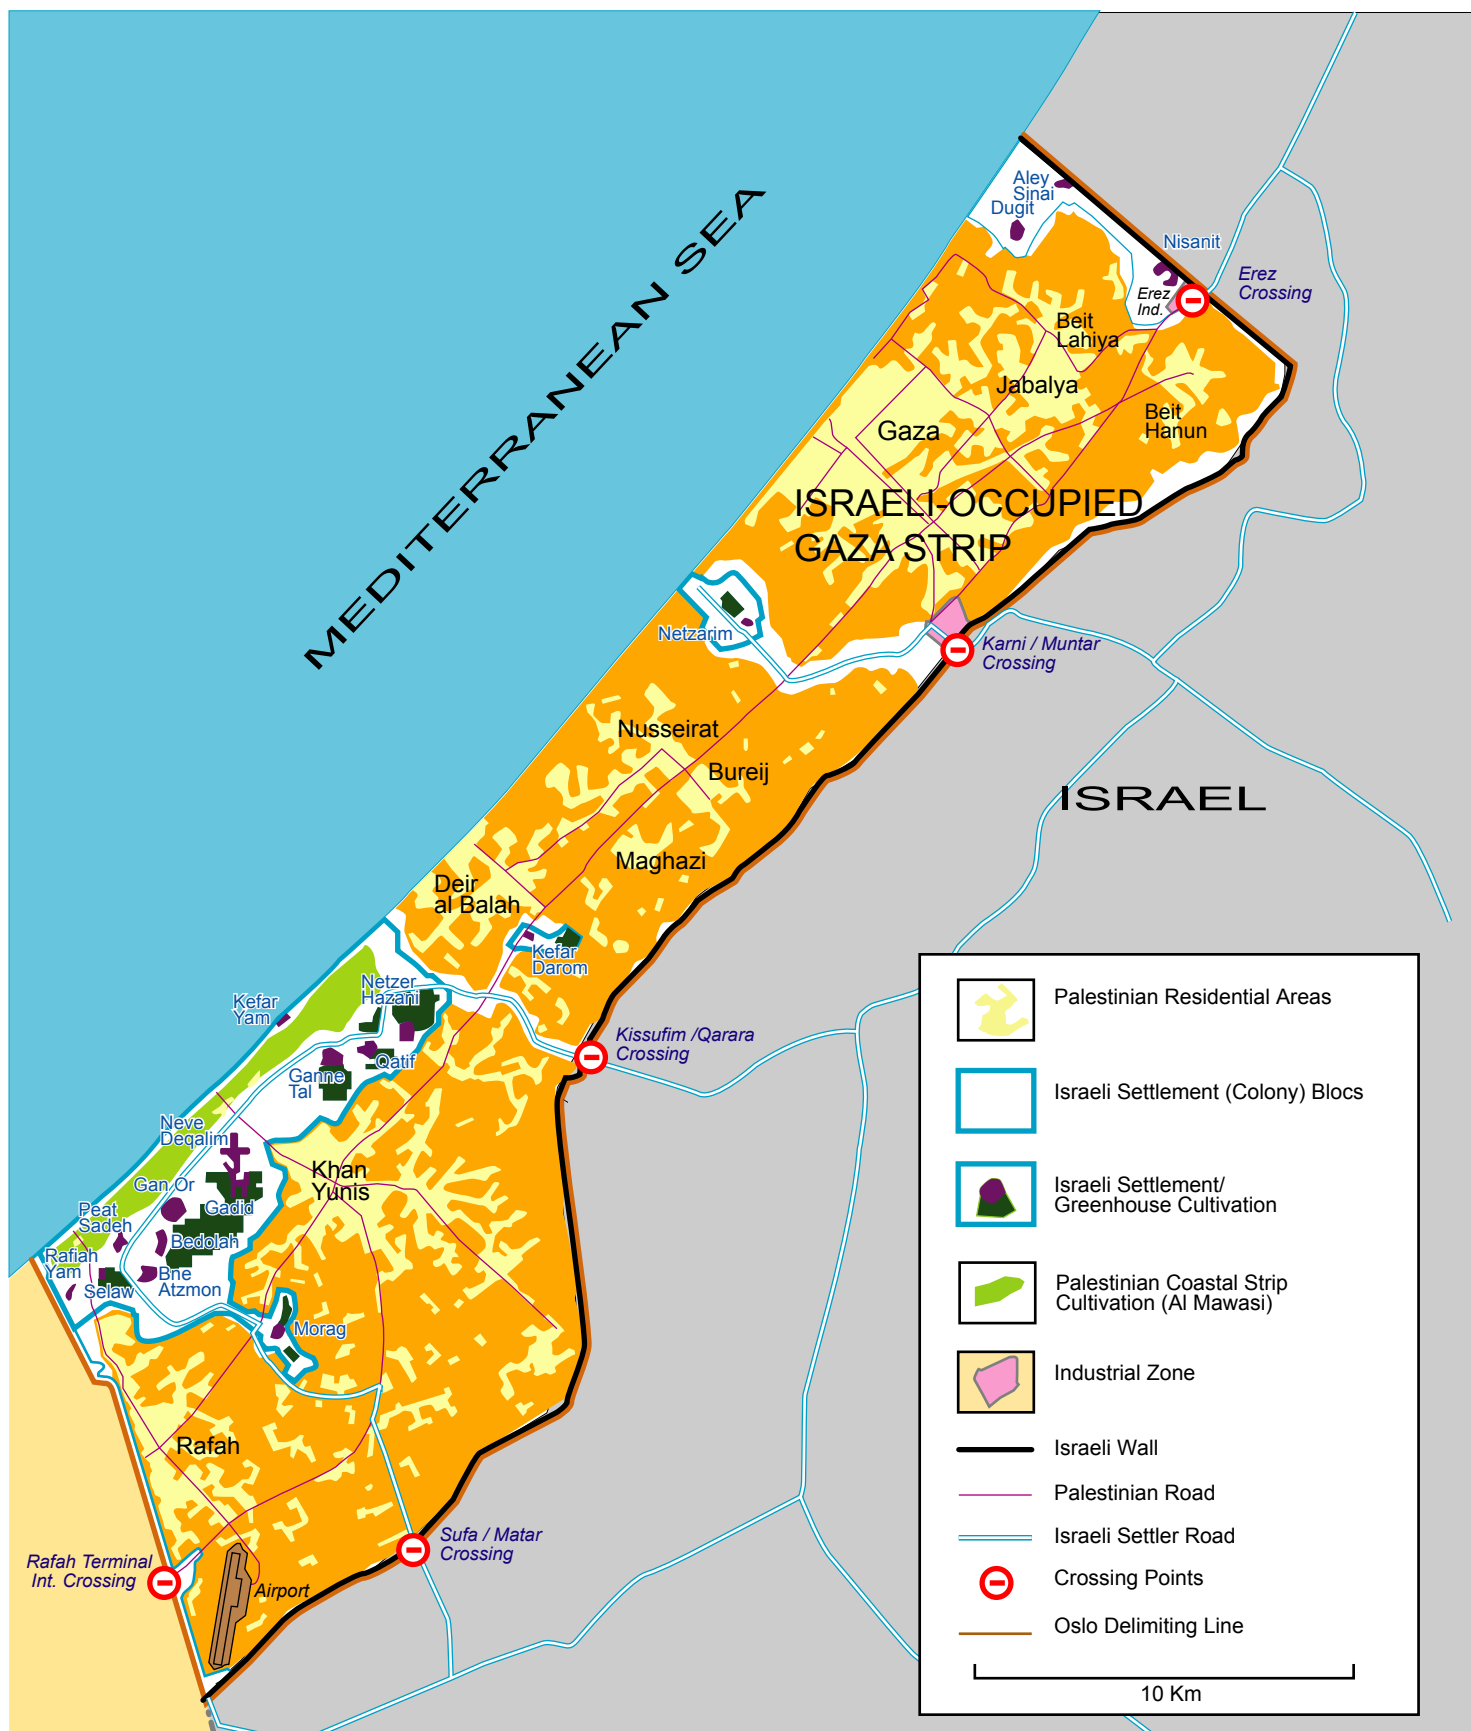 MEDITERRANEAN SEA
Aley
Sinai
Dugit
Nisanit
Erez
Crossing
Erez
Ind.
Beit
Lahiya
Jabalya
Beit
Hanun
Gaza
ISRAELI-OCCUPIED
GAZA STRIP
Netzarim
Karni / Muntar
Crossing
Nusseirat
Bureij
ISRAEL
Maghazi
Deir
al Balah
Kefar
Darom
Netzer
Hazani
Kefar
Yam
Kissufim /Qarara
Crossing
Qatif
Ganne
Tal
Neve
Deqalim
Khan
Yunis
Gan Or
Gadid
Peat
Sadeh
Bedolah
Rafiah
Yam
Selaw
Bne
Atzmon
Morag
Rafah
Sufa / Matar
Crossing
Rafah Terminal
Int. Crossing
Airport
Palestinian Residential Areas
Israeli Settlement (Colony) Blocs
Israeli Settlement/
Greenhouse Cultivation
Palestinian Coastal Strip
Cultivation (Al Mawasi)
Industrial Zone
Israeli Wall
Palestinian Road
Israeli Settler Road
Crossing Points
Oslo Delimiting Line
10 Km